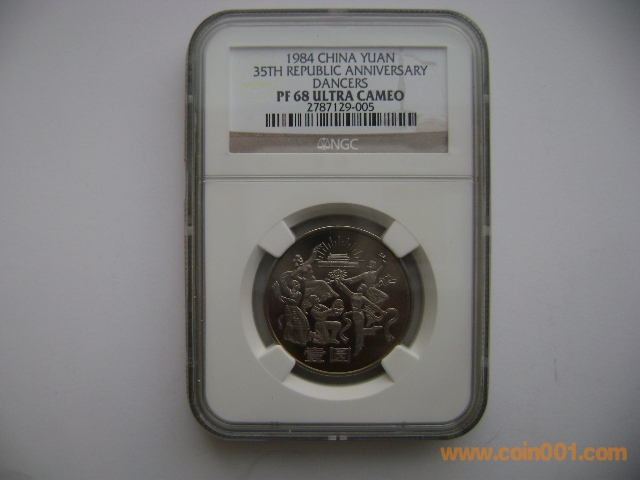 1984 CHINA YUAN
35TH REPUBLIC ANNIVERSARY
DANCERS
PF 68 ULTRA CAMEO
2787129-005
NGC
壹圆
www.coin001.com